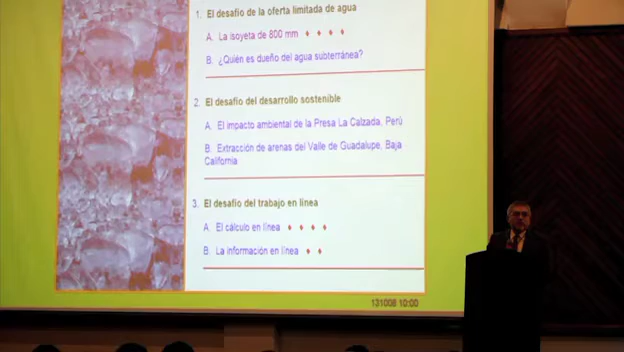 1. El desafío de la oferta limitada de agua
A. La isoyeta de 800 mm ♦ ♦ ♦ ♦
B. ¿Quién es dueño del agua subterránea?
2. El desafío del desarrollo sostenible
A. El impacto ambiental de la Presa La Calzada, Perú
B. Extracción de arenas del Valle de Guadalupe, Baja
California
3. El desafío del trabajo en línea
A. El cálculo en línea ♦ ♦ ♦ ♦
B. La información en línea ♦ ♦
131008 10:00